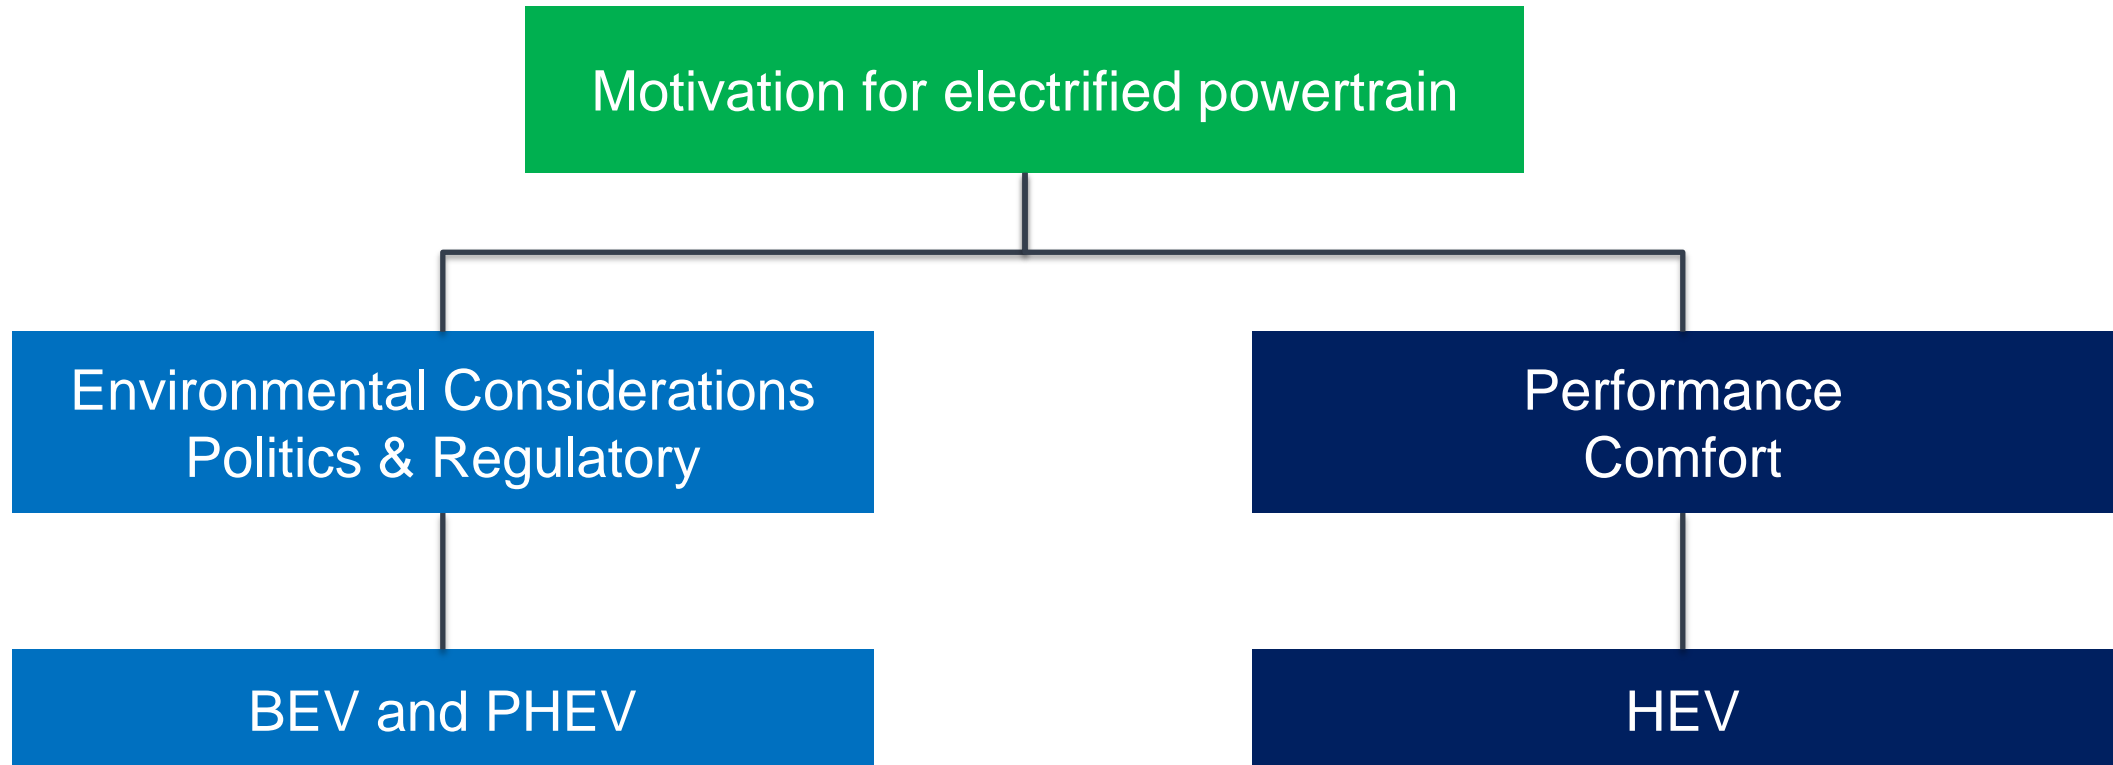 Motivation for electrified powertrain
Environmental Considerations
Politics & Regulatory
Performance
Comfort
BEV and PHEV
HEV